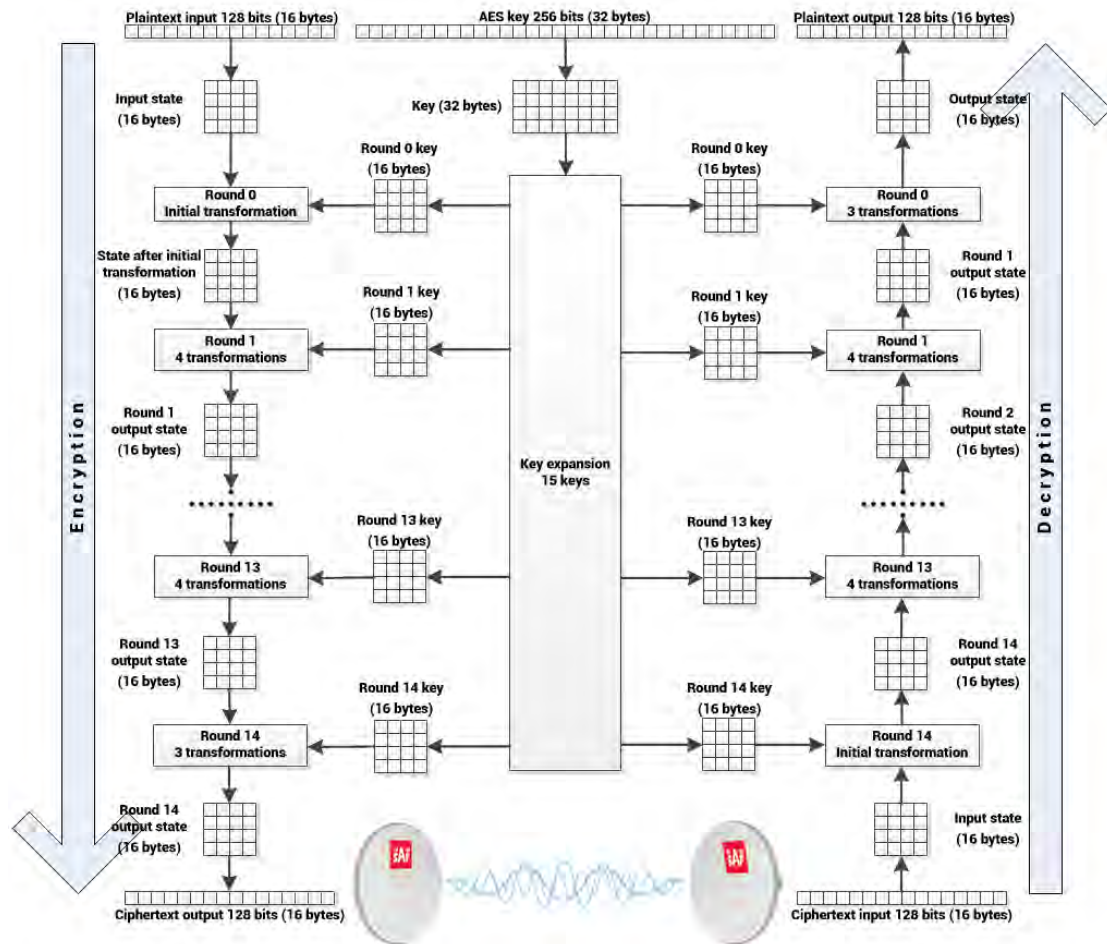 Plaintext input 128 bits (16 bytes)
AES key 256 bits (32 bytes)
Plaintext output 128 bits (16 bytes)
Input state
(16 bytes)
Key (32 bytes)
Output state
(16 bytes)
Round 0 key
(16 bytes)
Round 0 key
(16 bytes)
Round 0
Initial transformation
Round 0
3 transformations
State after initial
transformation
(16 bytes)
Round 1
output state
(16 bytes)
Round 1 key
(16 bytes)
Round 1 key
(16 bytes)
Round 1
4 transformations
Round 1
4 transformations
Round 1
output state
(16 bytes)
Round 2
output state
(16 bytes)
Encryption
Key expansion
15 keys
Decryption
Round 13 key
(16 bytes)
Round 13 key
(16 bytes)
Round 13
4 transformations
Round 13
4 transformations
Round 13
output state
(16 bytes)
Round 14
output state
(16 bytes)
Round 14 key
(16 bytes)
Round 14 key
(16 bytes)
Round 14
3 transformations
Round 14
Initial transformation
Round 14
output state
(16 bytes)
Input state
(16 bytes)
Ciphertext output 128 bits (16 bytes)
Ciphertext input 128 bits (16 bytes)